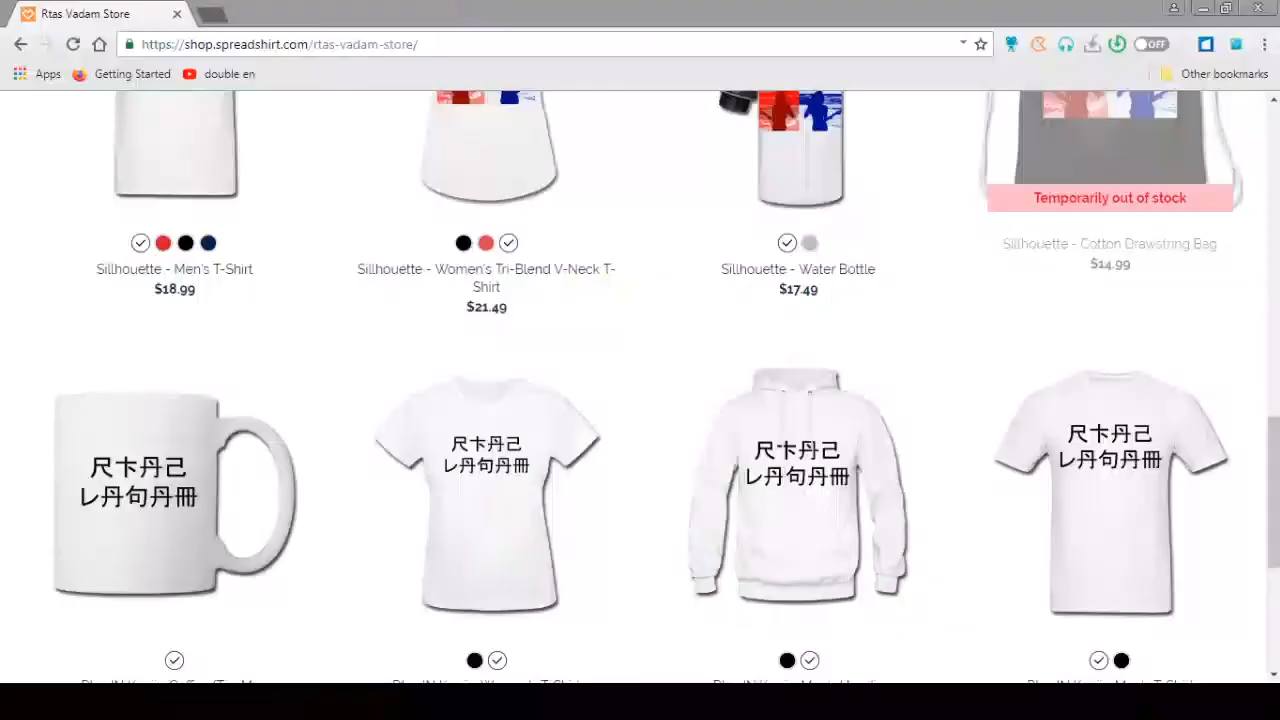 Rtas Vadam Store
https://shop.spreadshirt.com/rtas-vadam-store/
OFF
Apps
Getting Started
double en
Other bookmarks
Temporarily out of stock
Sillhouette - Men's T-Shirt
$18.99
Sillhouette - Women's Tri-Blend V-Neck T-
Shirt
$21.49
Sillhouette - Water Bottle
$17.49
Sillhouette - Cotton Drawstring Bag
$14.99
尺卞丹己
レ丹句丹冊
尺卞丹己
レ丹句丹冊
尺卞丹己
レ丹句丹冊
尺卞丹己
レ丹句丹冊